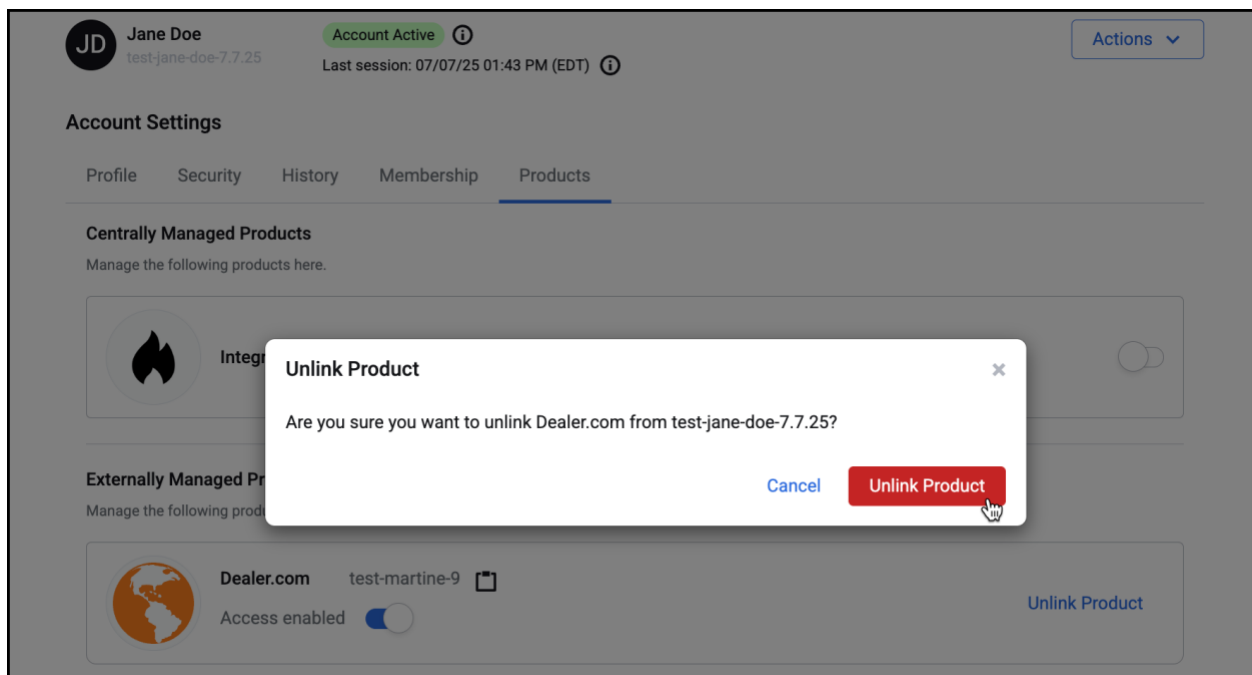 JD
Jane Doe
test-jane-doe-7.7.25
Account Active
Last session: 07/07/25 01:43 PM (EDT)
Actions
Account Settings
Profile Security History Membership Products
Centrally Managed Products
Manage the following products here.
Unlink Product
Are you sure you want to unlink Dealer.com from test-jane-doe-7.7.25?
Cancel Unlink Product
Externally Managed
Manage the following
Dealer.com test-martine-9
Access enabled
Unlink Product